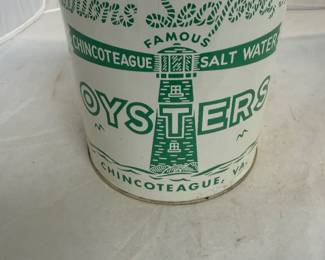 FAMOUS
CHINCOTEAGUE SALT WATER
OYSTERS
CHINCOTEAGUE, VA.